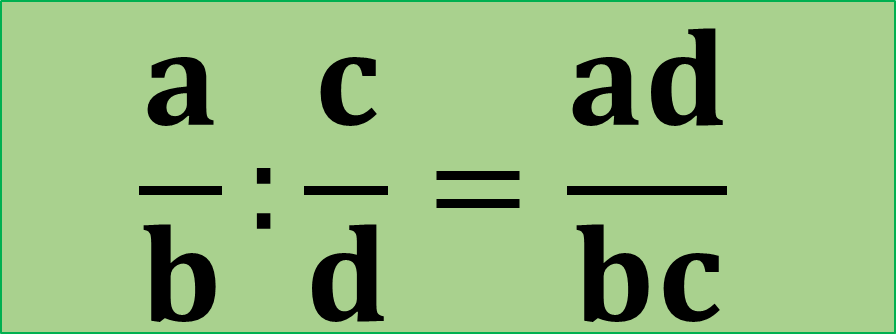 a/b : c/d = ad/bc